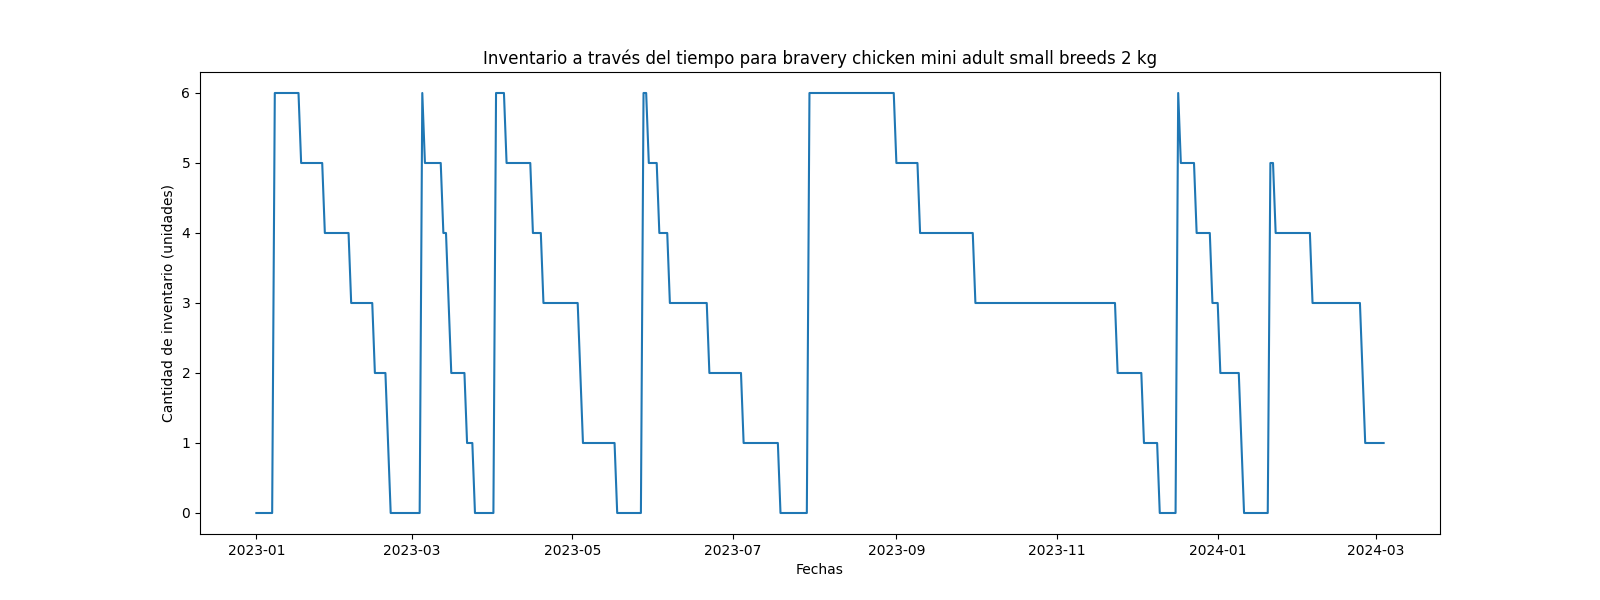 Inventario a través del tiempo para bravery chicken mini adult small breeds 2 kg
Cantidad de inventario (unidades)
6
5
4
3
2
1
0
2023-01 2023-03 2023-05 2023-07 2023-09 2023-11 2024-01 2024-03
Fechas